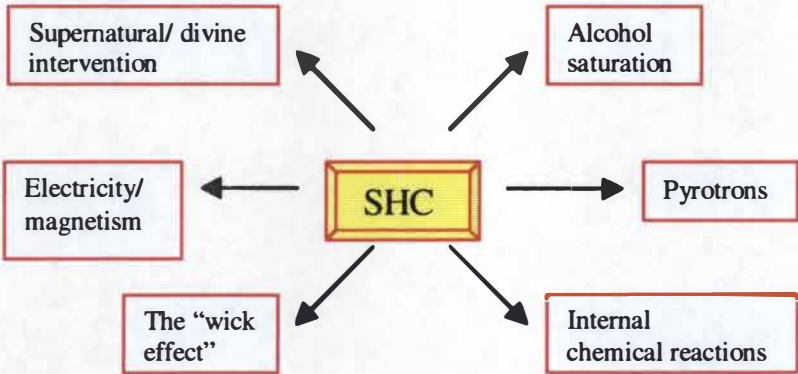 Supernatural/ divine
intervention
Alcohol
saturation
Electricity/
magnetism
SHC
Pyrotrons
The “wick
effect”
Internal
chemical reactions